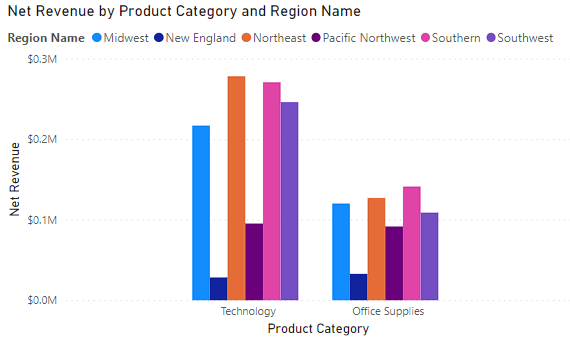 Net Revenue by Product Category and Region Name
Region Name Midwest New England Northeast Pacific Northwest Southern Southwest
$0.3M
$0.2M
$0.1M
$0.0M
Net Revenue
Technology Office Supplies
Product Category